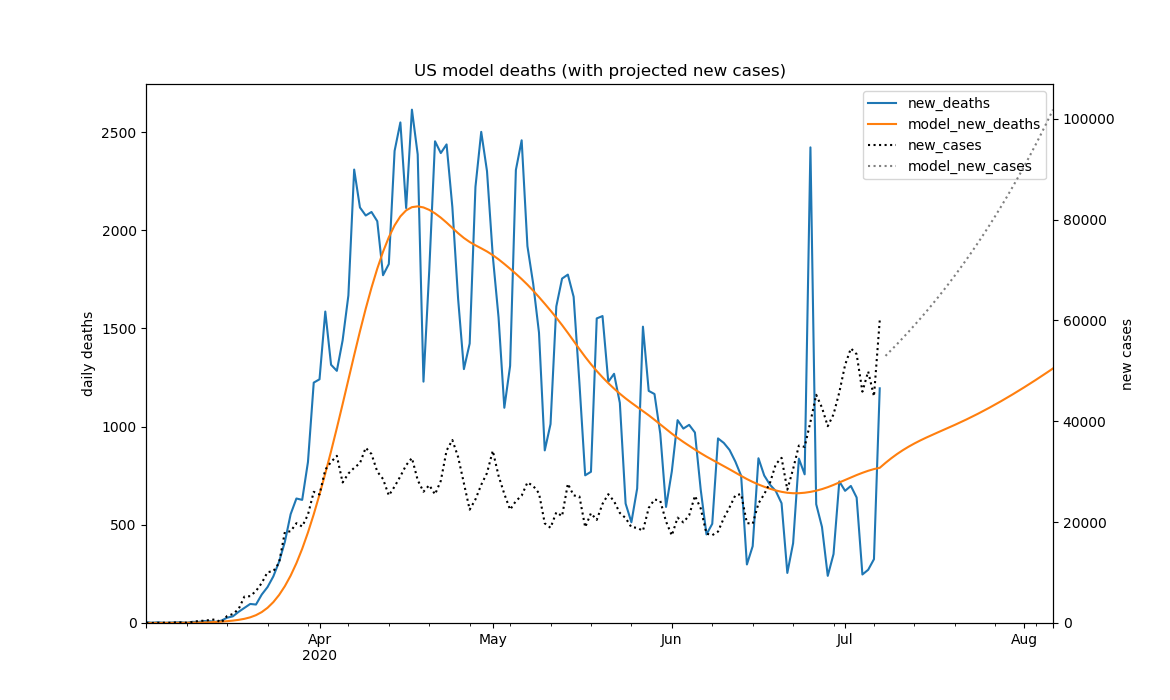 US model deaths (with projected new cases)
new_deaths
model_new_deaths
new_cases
model_new_cases
2500
2000
1500
1000
500
0
daily deaths
100000
80000
60000
40000
20000
0
new cases
Apr
2020
May
Jun
Jul
Aug